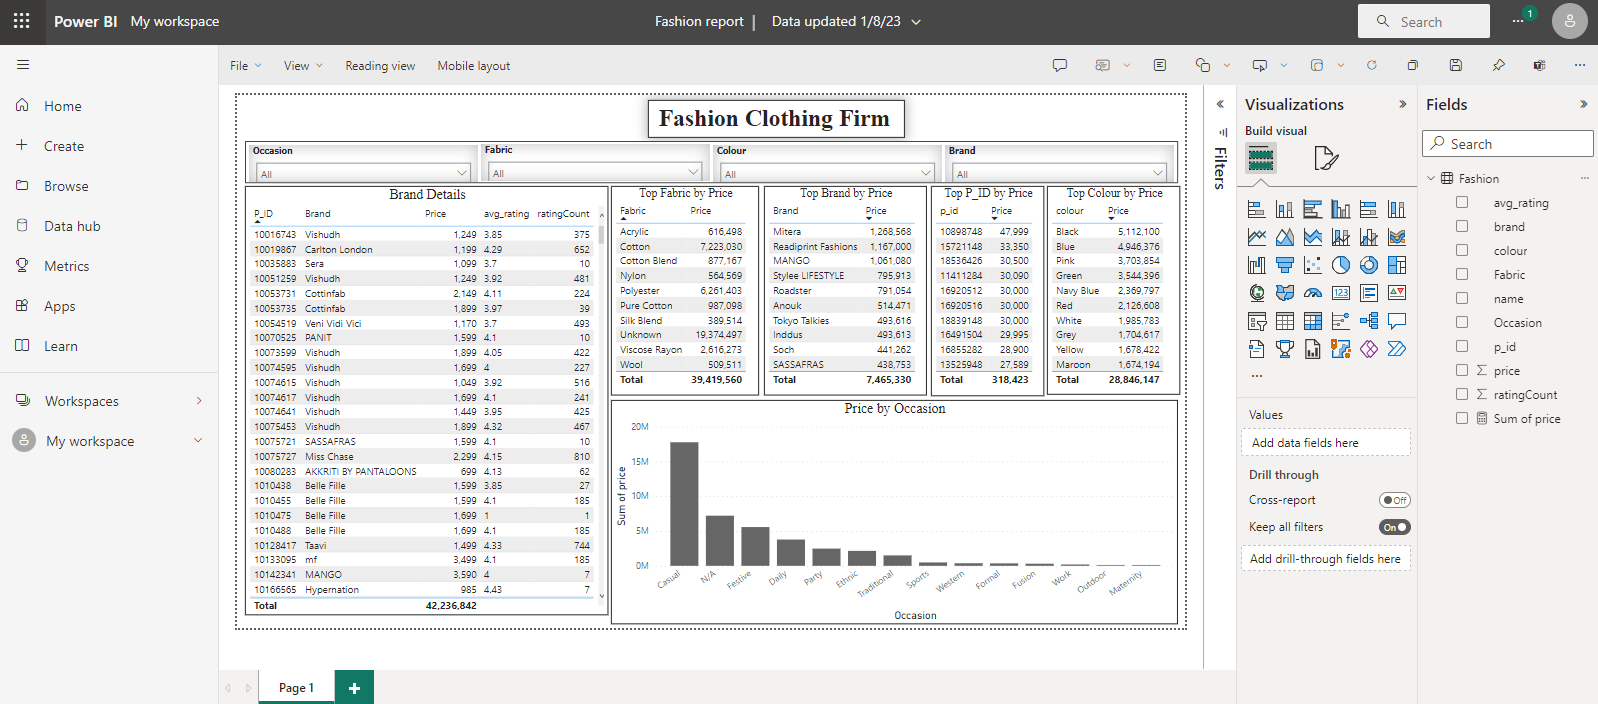 Power BI My workspace
Fashion report | Data updated 1/8/23
Search
1
File View Reading view Mobile layout
Home
Create
Browse
Data hub
Metrics
Apps
Learn
Workspaces
My workspace
Fashion Clothing Firm
Occasion Fabric Colour Brand
All All All All
Brand Details
P_ID Brand Price avg_rating ratingCount
10016743 Vishudh 1,249 3.85 375
10019867 Carlton London 1,199 4.29 652
10035883 Sera 1,099 3.7 10
10051259 Vishudh 1,249 3.92 481
10053731 Cottinfab 2,149 4.11 224
10053735 Cottinfab 1,899 3.97 39
10054519 Veni Vidi Vici 1,170 3.7 493
10070525 PANIT 1,599 4.1 10
10073599 Vishudh 1,899 4.05 422
10074595 Vishudh 1,699 4 227
10074615 Vishudh 1,049 3.92 516
10074617 Vishudh 1,699 4.1 241
10074641 Vishudh 1,449 3.95 425
10075453 Vishudh 1,899 4.32 467
10075721 SASSAFRAS 1,599 4.1 10
10075727 Miss Chase 2,299 4.15 810
10080283 AKKRITI BY PANTALOONS 699 4.13 62
1010438 Belle Fille 1,599 3.85 27
1010455 Belle Fille 1,599 4.1 185
1010475 Belle Fille 1,699 1 1
1010488 Belle Fille 1,699 4.1 185
10128417 Taavi 1,499 4.33 744
10133095 mf 3,499 4.1 185
10142341 MANGO 3,590 4 7
10166565 Hypernation 985 4.43 7
Total 42,236,842
Top Fabric by Price
Fabric Price
Acrylic 616,498
Cotton 7,223,030
Cotton Blend 877,167
Nylon 564,569
Polyester 6,261,403
Pure Cotton 987,098
Silk Blend 389,514
Unknown 19,374,497
Viscose Rayon 2,616,273
Wool 509,511
Total 39,419,560
Top Brand by Price
Brand Price
Mitera 1,268,568
Readiprint Fashions 1,167,000
MANGO 1,061,080
Stylee LIFESTYLE 795,913
Roadster 791,054
Anouk 514,471
Tokyo Talkies 493,616
Inddus 493,613
Soch 441,262
SASSAFRAS 438,753
Total 7,465,330
Top P_ID by Price
p_id Price
10898748 47,999
15721148 33,350
18536426 30,500
11411284 30,090
16920512 30,000
16920516 30,000
18839148 30,000
16491504 29,995
16855282 28,900
13525948 27,589
Total 318,423
Top Colour by Price
colour Price
Black 5,112,100
Blue 4,946,376
Pink 3,703,854
Green 3,544,396
Navy Blue 2,369,797
Red 2,126,608
White 1,985,783
Grey 1,704,617
Yellow 1,678,422
Maroon 1,674,194
Total 28,846,147
Price by Occasion
Sum of price
20M
15M
10M
5M
0M
Casual N/A Festive Daily Party Ethnic Traditional Sports Western Formal Fusion Work Outdoor Maternity
Occasion
Page 1
Filters
Visualizations
Build visual
123
Values
Add data fields here
Drill through
Cross-report Off
Keep all filters On
Add drill-through fields here
Fields
Search
Fashion
avg_rating
brand
colour
Fabric
name
Occasion
p_id
price
ratingCount
Sum of price